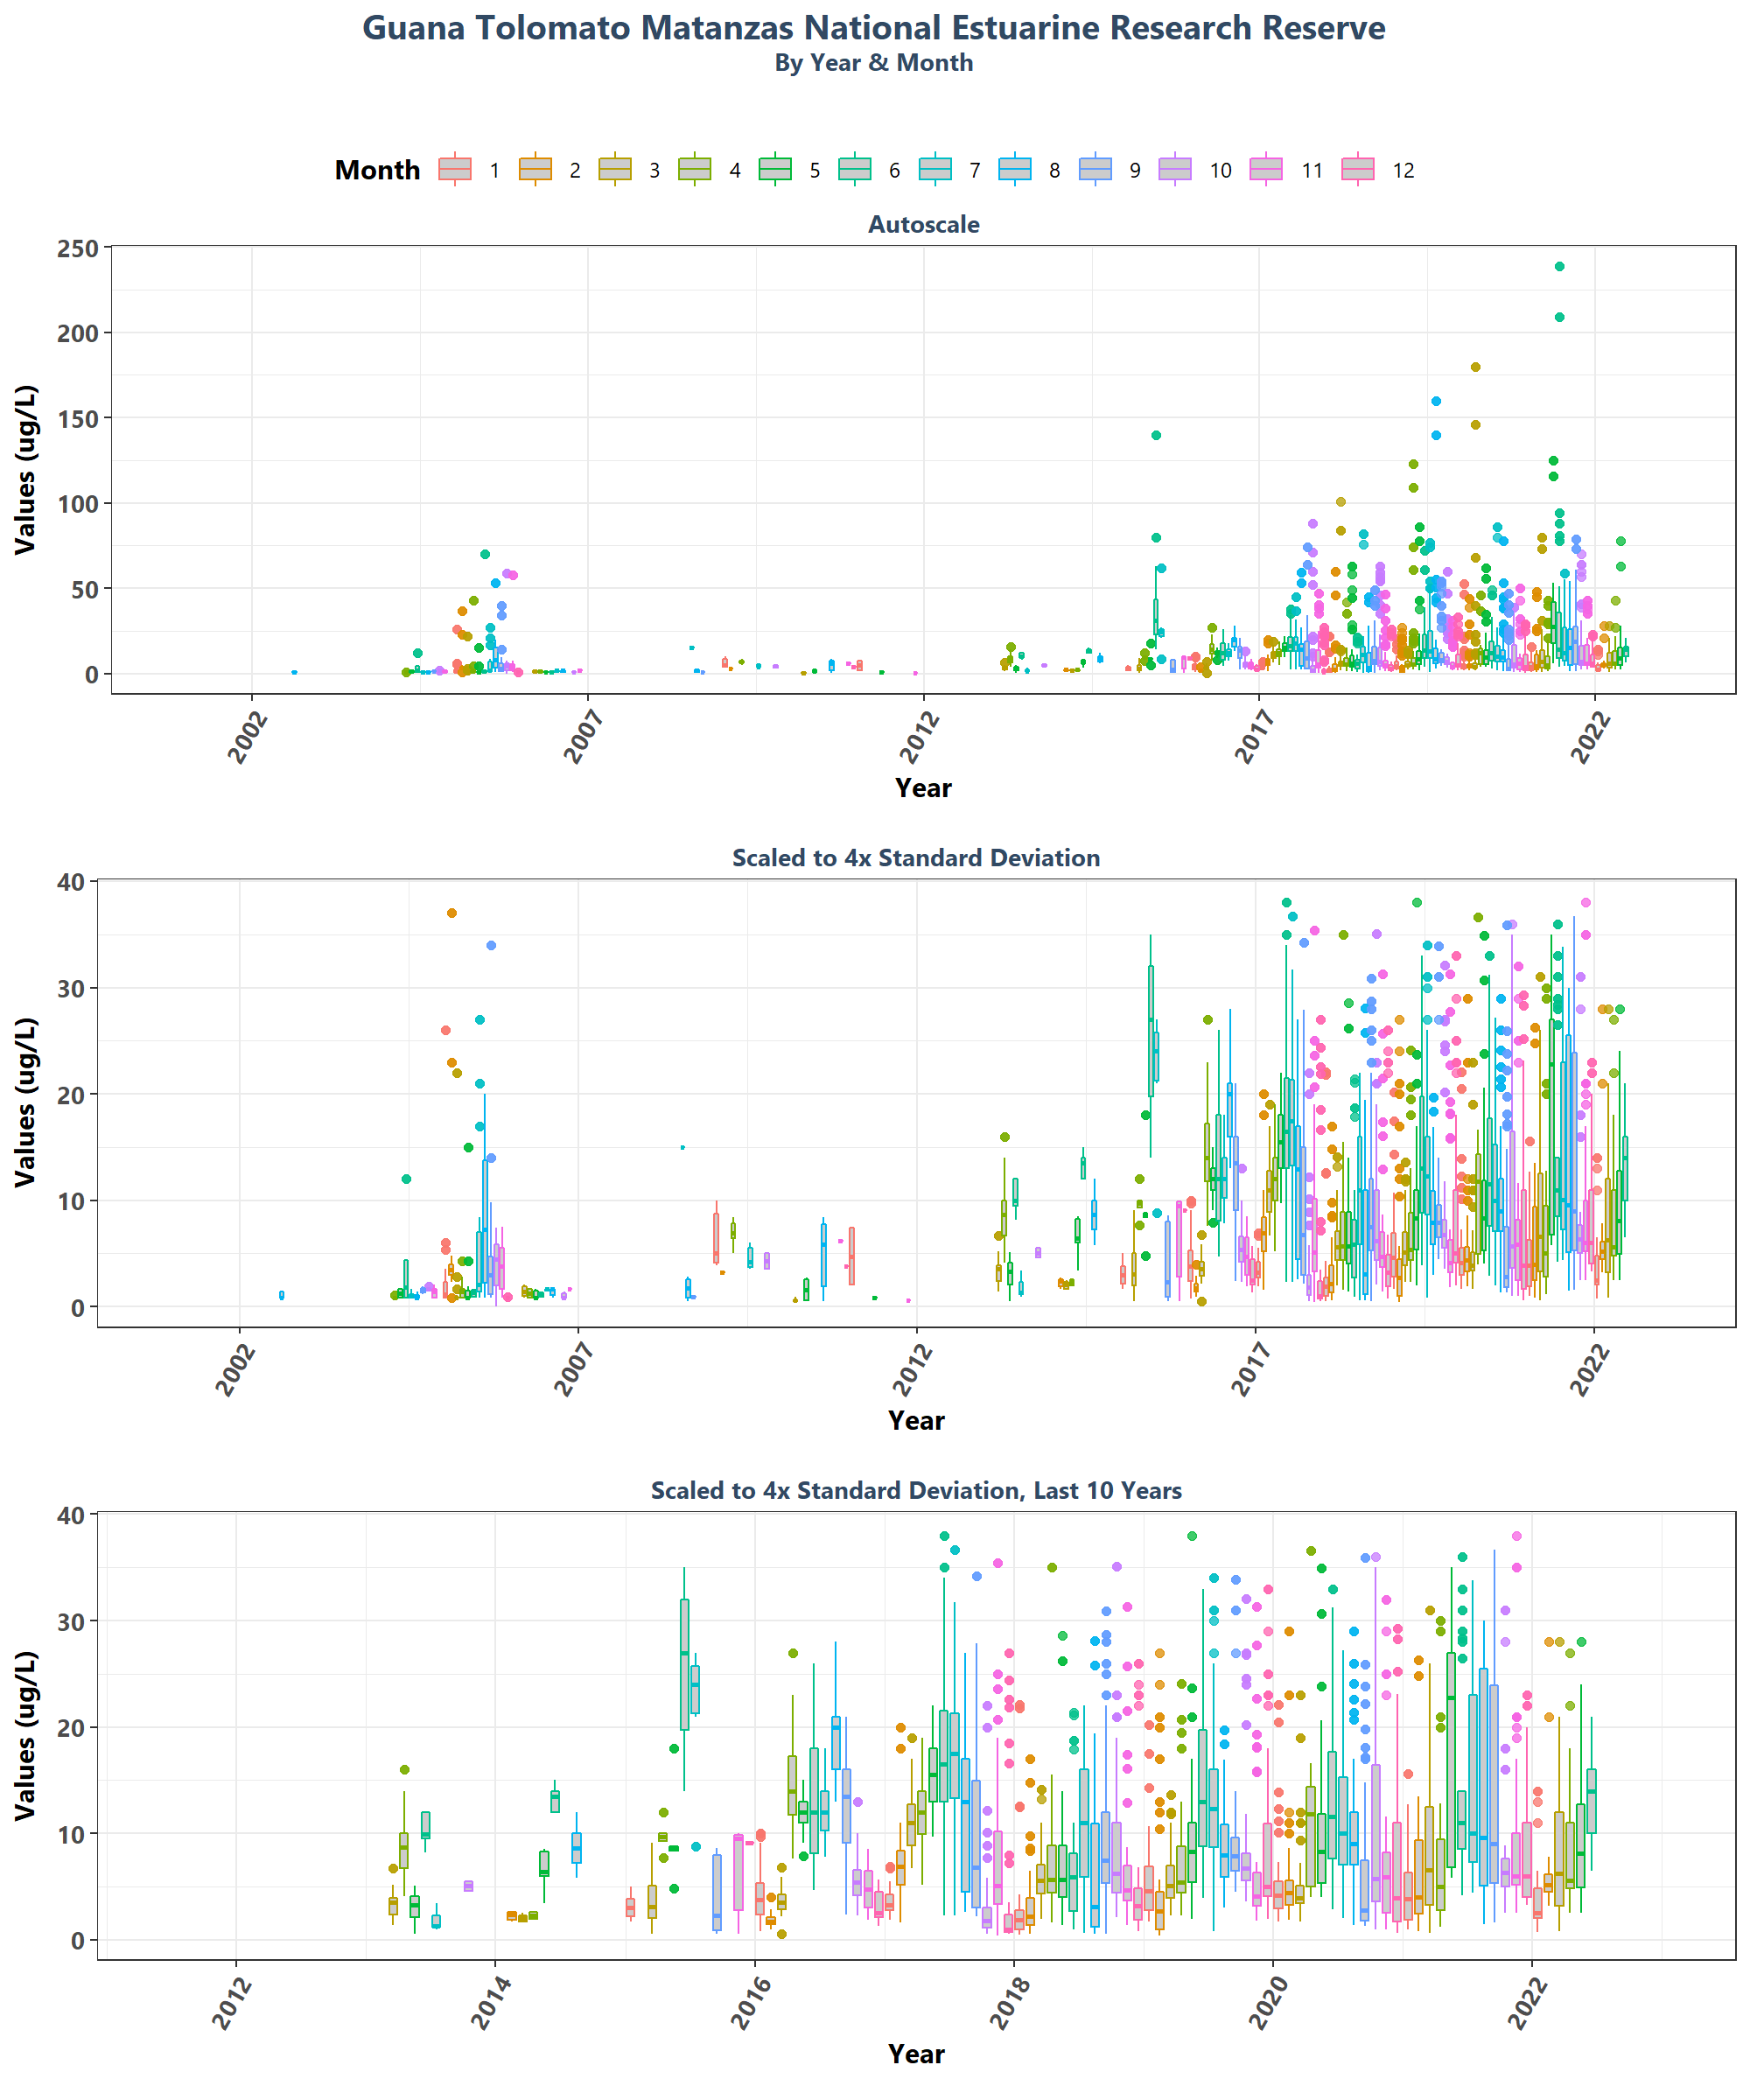 Guana Tolomato Matanzas National Estuarine Research Reserve
By Year & Month
Month 1 2 3 4 5 6 7 8 9 10 11 12
Autoscale
250
200
150
100
50
0
Values (ug/L)
2002 2007 2012 2017 2022
Year
Scaled to 4x Standard Deviation
40
30
20
10
0
Values (ug/L)
2002 2007 2012 2017 2022
Year
Scaled to 4x Standard Deviation, Last 10 Years
40
30
20
10
0
Values (ug/L)
2012 2014 2016 2018 2020 2022
Year